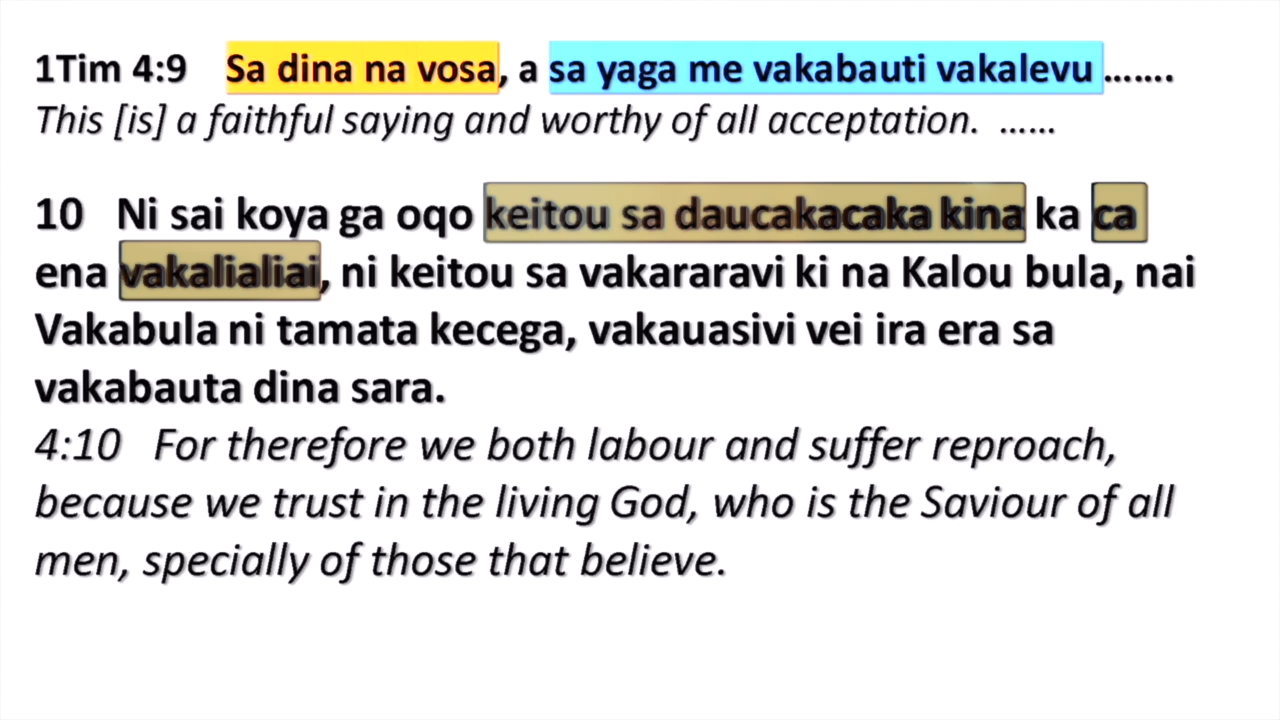 1Tim 4:9 Sa dina na vosa, a sa yaga me vakabauti vakalevu …….
This [is] a faithful saying and worthy of all acceptation. ……
10 Ni sai koya ga oqo keitou sa daucakacaka kina ka ca
ena vakalialiai, ni keitou sa vakararavi ki na Kalou bula, nai
Vakabula ni tamata kecega, vakauasivi vei ira era sa
vakabauta dina sara.
4:10 For therefore we both labour and suffer reproach,
because we trust in the living God, who is the Saviour of all
men, specially of those that believe.